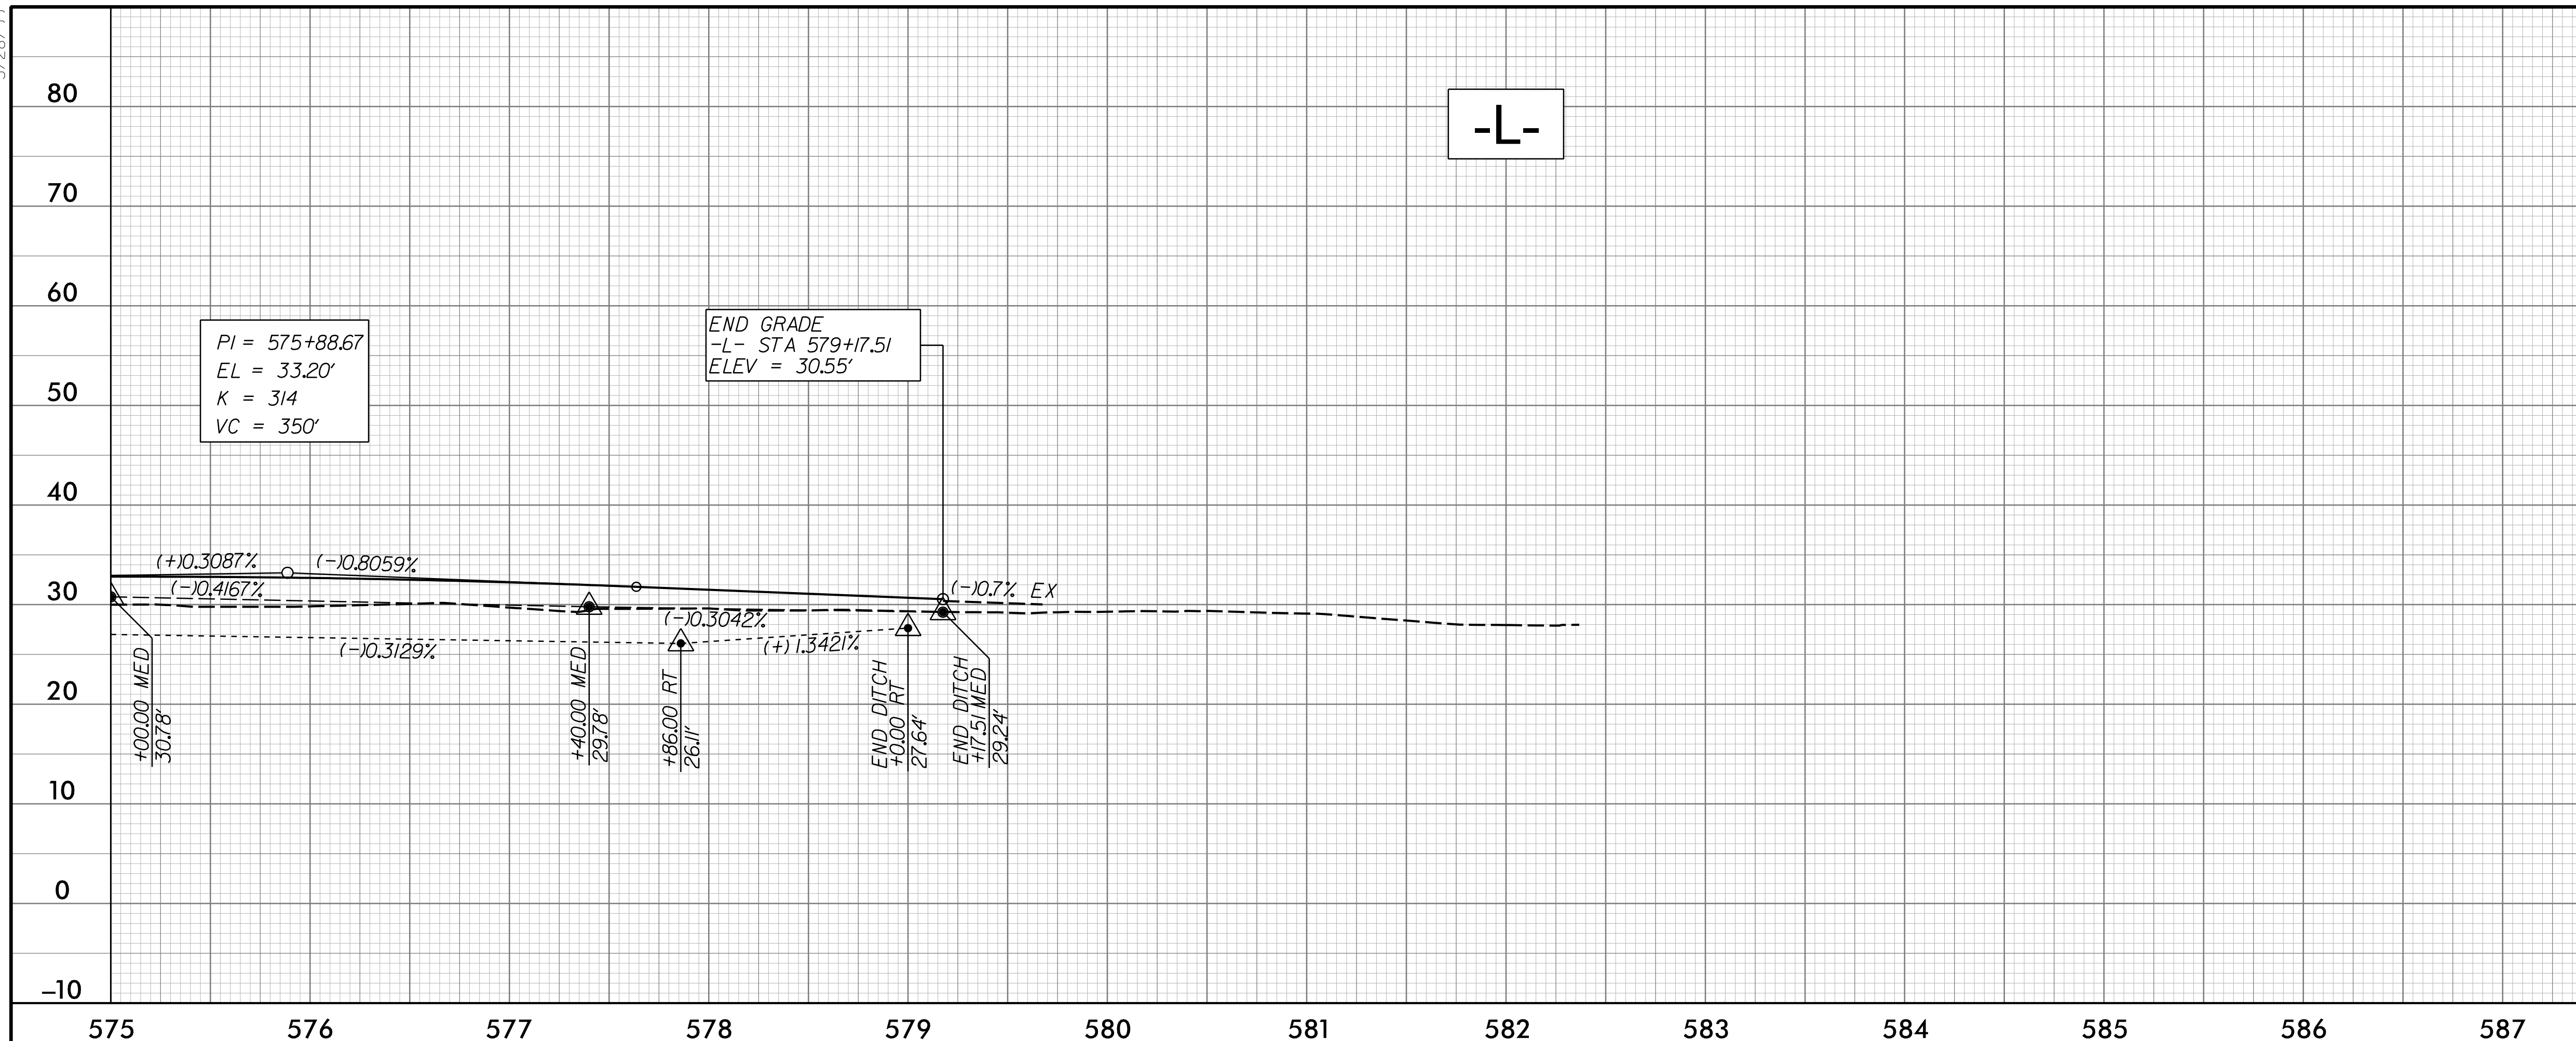 80
-L-
70
60
PI = 575+88.67
EL = 33.20'
K = 314
VC = 350'
END GRADE
-L- STA 579+17.51
ELEV = 30.55'
50
40
(+)0.3087%
(-)0.8059%
30
(-)0.4167%
(-)0.7% EX
(-)0.3042%
(-)0.3129%
(+)1.3421%
+00.00 MED
30.78'
+40.00 MED
29.78'
+86.00 RT
26.11'
END DITCH
+0.00 RT
27.64'
END DITCH
+17.51 MED
29.24'
20
10
0
-10
575 576 577 578 579 580 581 582 583 584 585 586 587